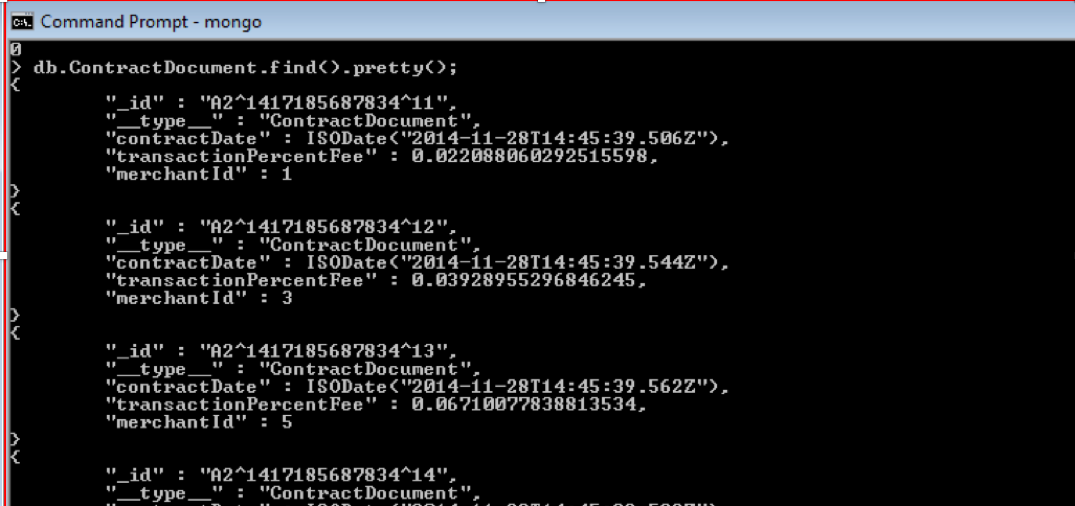 Command Prompt - mongo
0
> db.ContractDocument.find().pretty();
{
"_id" : "A2^1417185687834^11",
"__type__" : "ContractDocument",
"contractDate" : ISODate("2014-11-28T14:45:39.506Z"),
"transactionPercentFee" : 0.022088060292515598,
"merchantId" : 1
}
{
"_id" : "A2^1417185687834^12",
"__type__" : "ContractDocument",
"contractDate" : ISODate("2014-11-28T14:45:39.544Z"),
"transactionPercentFee" : 0.03928955296846245,
"merchantId" : 3
}
{
"_id" : "A2^1417185687834^13",
"__type__" : "ContractDocument",
"contractDate" : ISODate("2014-11-28T14:45:39.562Z"),
"transactionPercentFee" : 0.06710077838813534,
"merchantId" : 5
}
{
"_id" : "A2^1417185687834^14",
"__type__" : "ContractDocument",